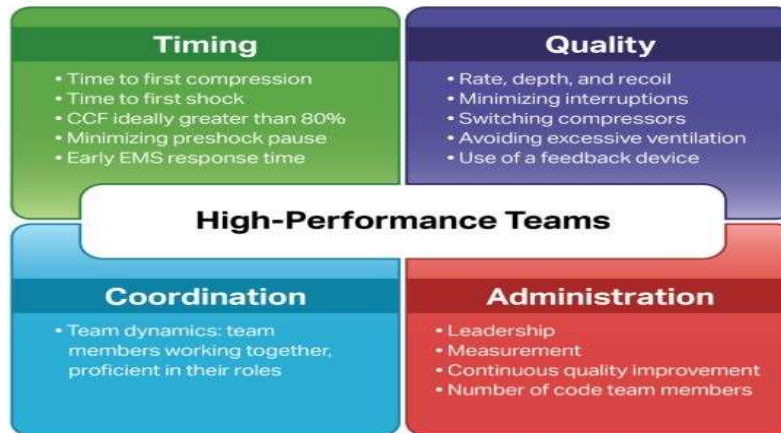 Timing
• Time to first compression
• Time to first shock
• CCF ideally greater than 80%
• Minimizing preshock pause
• Early EMS response time
Quality
• Rate, depth, and recoil
• Minimizing interruptions
• Switching compressors
• Avoiding excessive ventilation
• Use of a feedback device
High-Performance Teams
Coordination
• Team dynamics: team
members working together,
proficient in their roles
Administration
• Leadership
• Measurement
• Continuous quality improvement
• Number of code team members